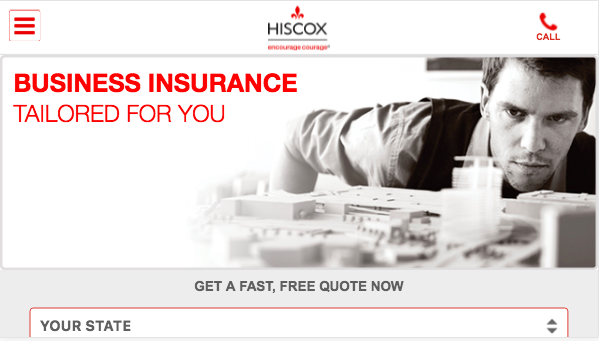 HISCOX
encourage courage®
CALL
BUSINESS INSURANCE
TAILORED FOR YOU
GET A FAST, FREE QUOTE NOW
YOUR STATE